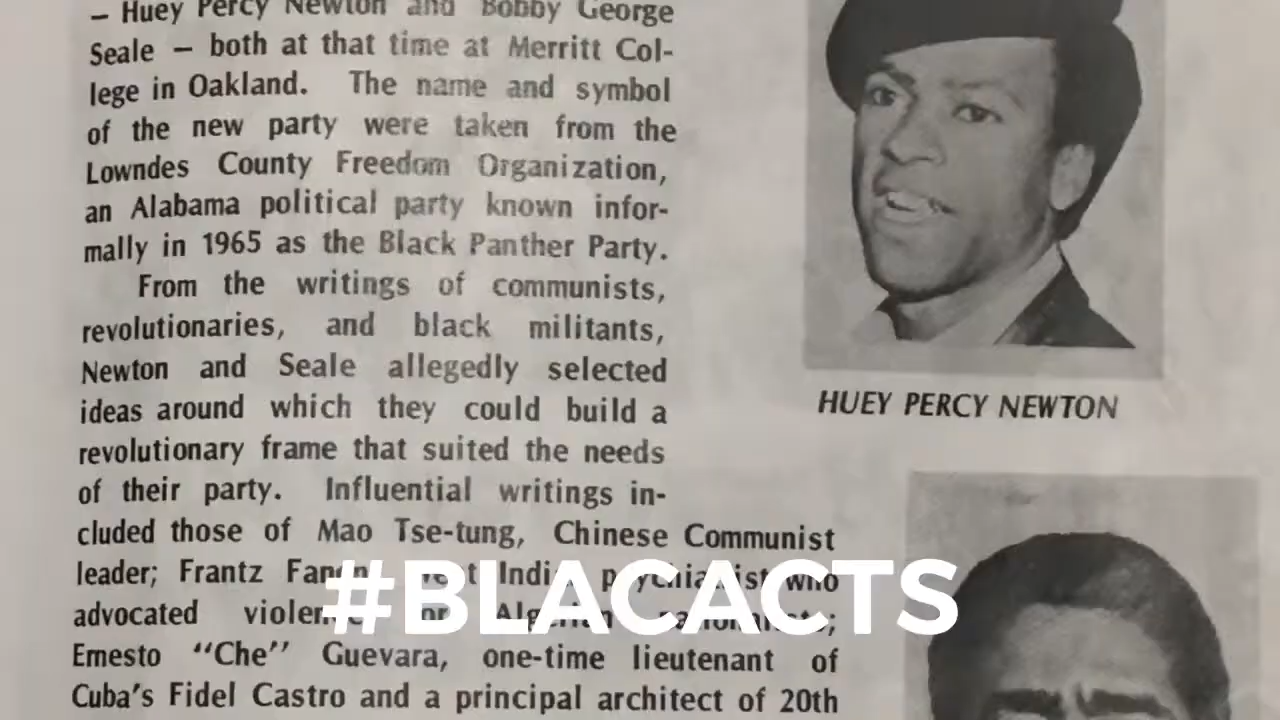 – Huey Percy Newton and Bobby George
Seale – both at that time at Merritt Col-
lege in Oakland. The name and symbol
of the new party were taken from the
Lowndes County Freedom Organization,
an Alabama political party known infor-
mally in 1965 as the Black Panther Party.
From the writings of communists,
revolutionaries, and black militants,
Newton and Seale allegedly selected
ideas around which they could build a
revolutionary frame that suited the needs
of their party. Influential writings in-
cluded those of Mao Tse-tung, Chinese Communist
leader; Frantz psychiatrist who
advocated Algerian nationalists;
Ernesto "Che" Guevara, one-time lieutenant of
Cuba's Fidel Castro and a principal architect of 20th
HUEY PERCY NEWTON
#BLACACTS